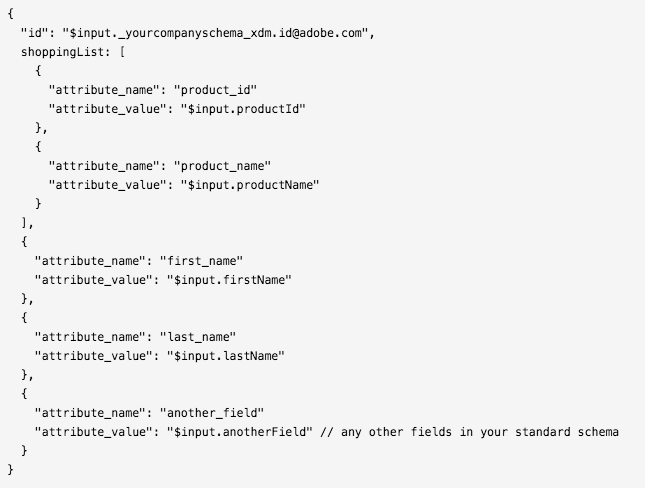 {
  "id": "$input._yourcompanyschema_xdm.id@adobe.com",
  shoppingList: [
    {
      "attribute_name": "product_id"
      "attribute_value": "$input.productId"
    },
    {
      "attribute_name": "product_name"
      "attribute_value": "$input.productName"
    }
  ],
  {
    "attribute_name": "first_name"
    "attribute_value": "$input.firstName"
  },
  {
    "attribute_name": "last_name"
    "attribute_value": "$input.lastName"
  },
  {
    "attribute_name": "another_field"
    "attribute_value": "$input.anotherField" // any other fields in your standard schema
  }
}